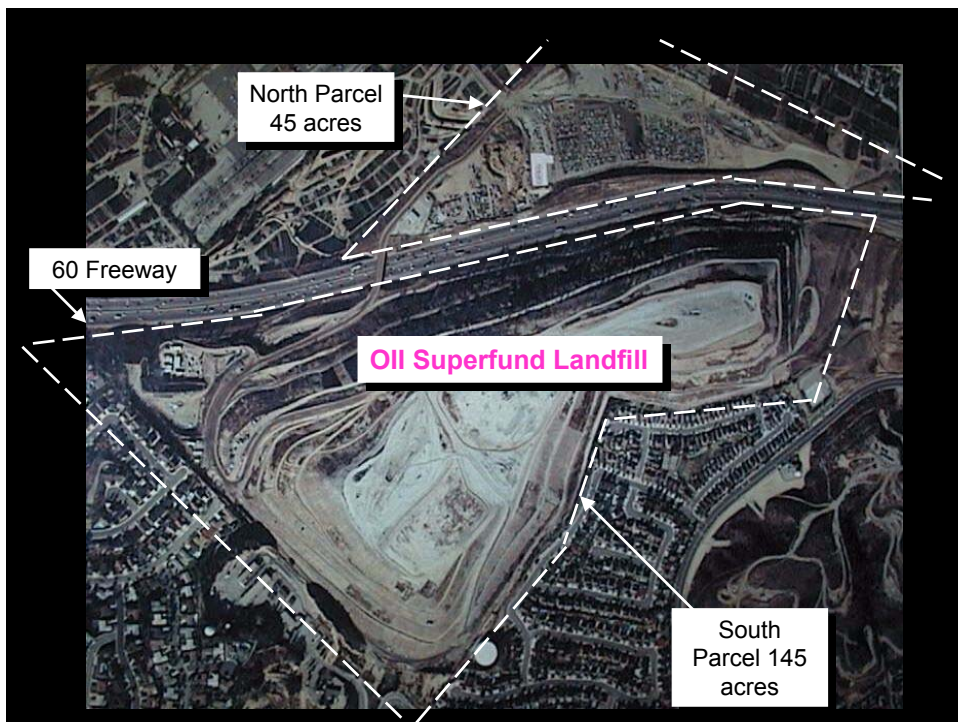 North Parcel
45 acres
60 Freeway
OII Superfund Landfill
South
Parcel 145
acres